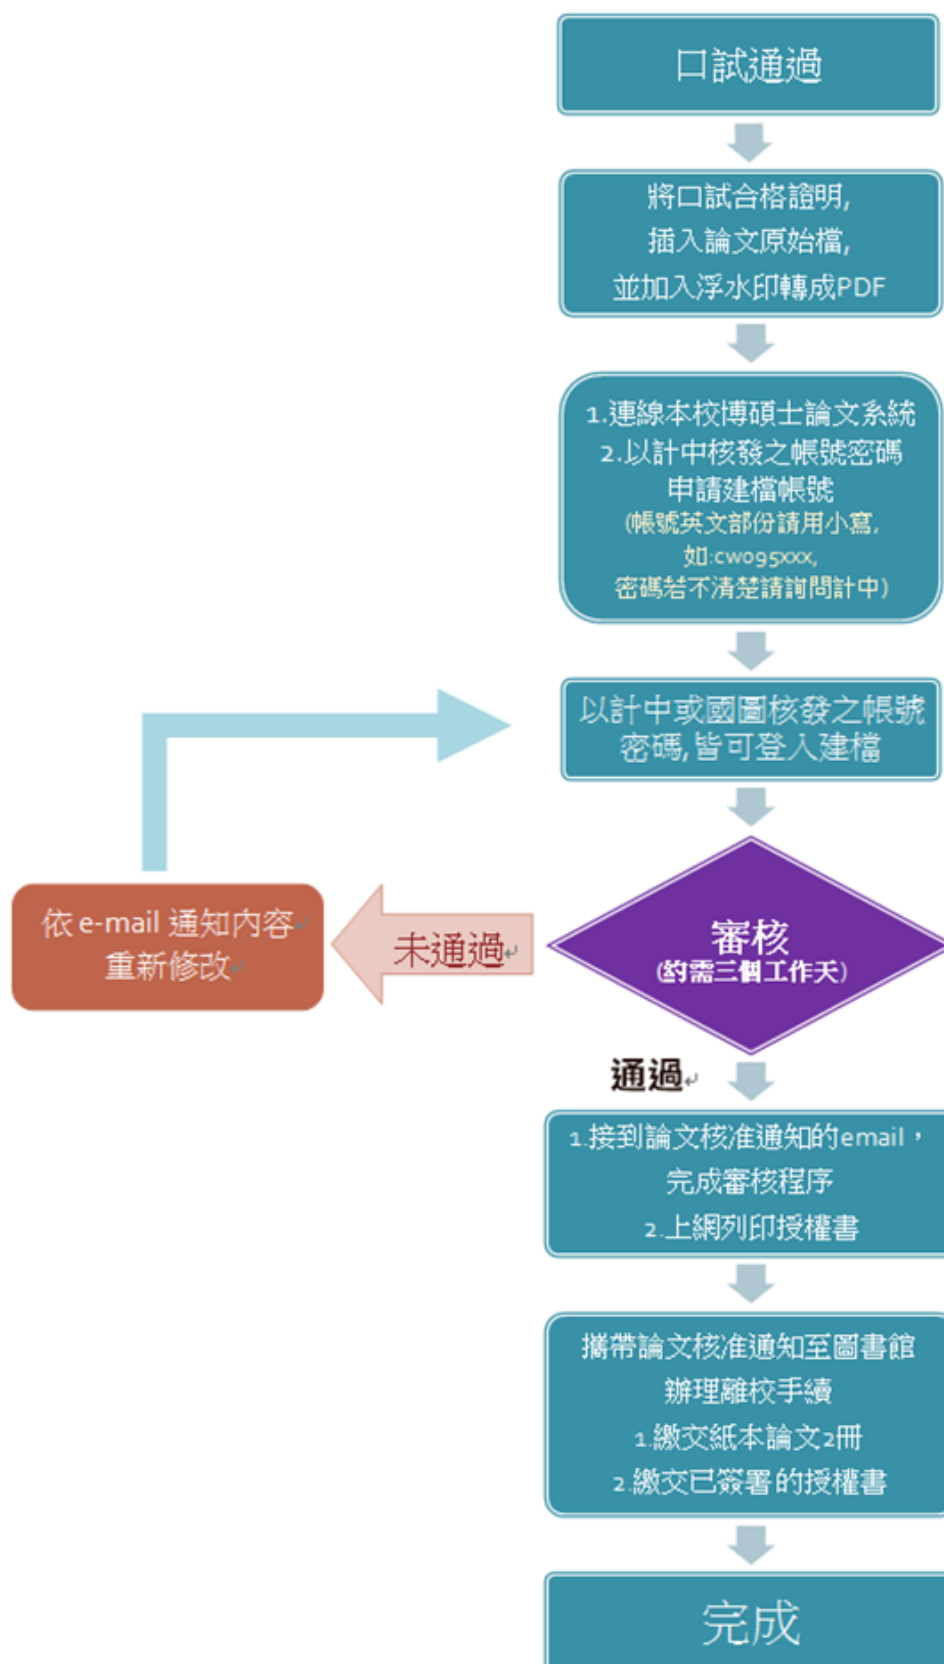 口試通過
將口試合格證明,
插入論文原始檔,
並加入浮水印轉成PDF
1.連線本校博碩士論文系統
2.以計中核發之帳號密碼
申請建檔帳號
(帳號英文部份請用小寫,
如:cw095xxx,
密碼若不清楚請詢問計中)
以計中或國圖核發之帳號
密碼,皆可登入建檔
審核
(約需三個工作天)
未通過
依 e-mail 通知內容
重新修改
通過
1.接到論文核准通知的email，
完成審核程序
2.上網列印授權書
攜帶論文核准通知至圖書館
辦理離校手續
1.繳交紙本論文2冊
2.繳交已簽署的授權書
完成